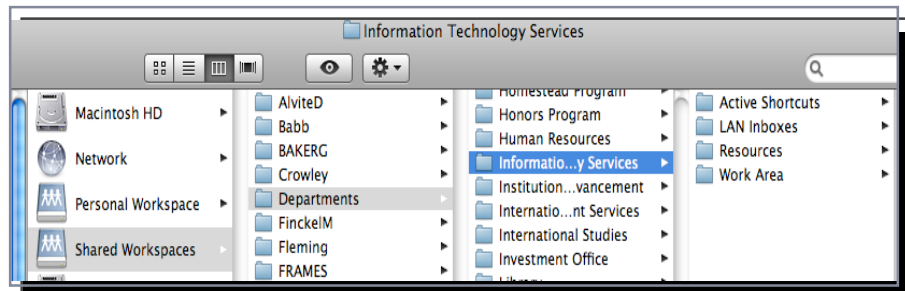 Information Technology Services
Macintosh HD
Network
Personal Workspace
Shared Workspaces
AlviteD
Babb
BAKERG
Crowley
Departments
FinckelM
Fleming
FRAMES
Homestead Program
Honors Program
Human Resources
Informatio...y Services
Institution...vancement
Internatio...nt Services
International Studies
Investment Office
Library
Active Shortcuts
LAN Inboxes
Resources
Work Area